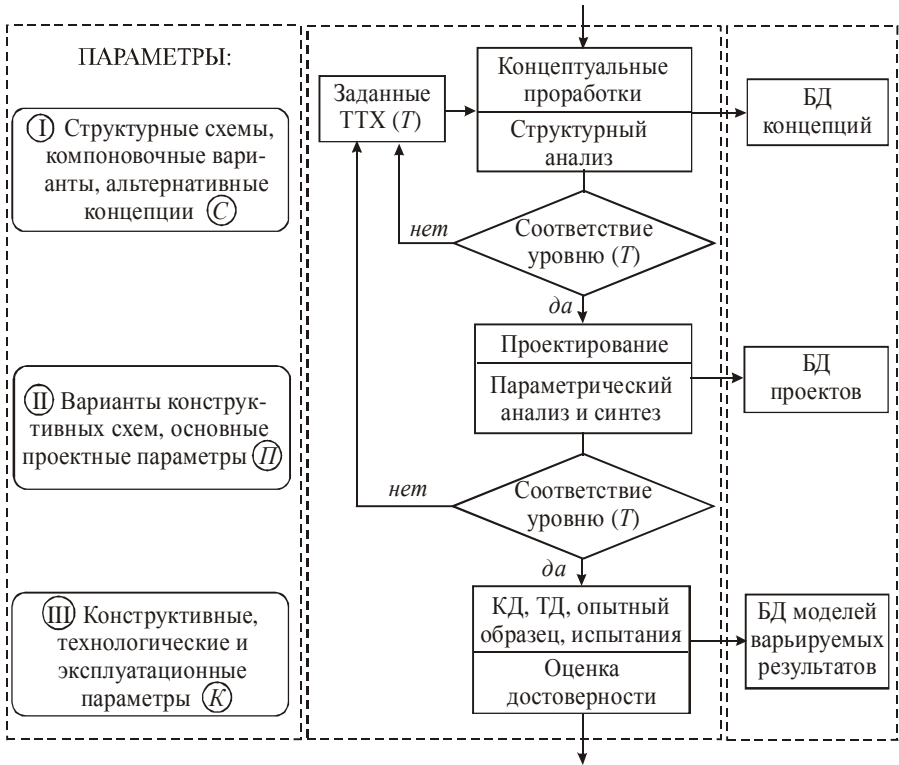 ПАРАМЕТРЫ:
I Структурные схемы,
компоновочные вари-
анты, альтернативные
концепции С
II Варианты конструк-
тивных схем, основные
проектные параметры П
III Конструктивные,
технологические и
эксплуатационные
параметры К
Заданные
ТТХ (Т)
Концептуальные
проработки
Структурный
анализ
нет
Соответствие
уровню (Т)
да
Проектирование
Параметрический
анализ и синтез
нет
Соответствие
уровню (Т)
да
КД, ТД, опытный
образец, испытания
Оценка
достоверности
БД
концепций
БД
проектов
БД моделей
варьируемых
результатов